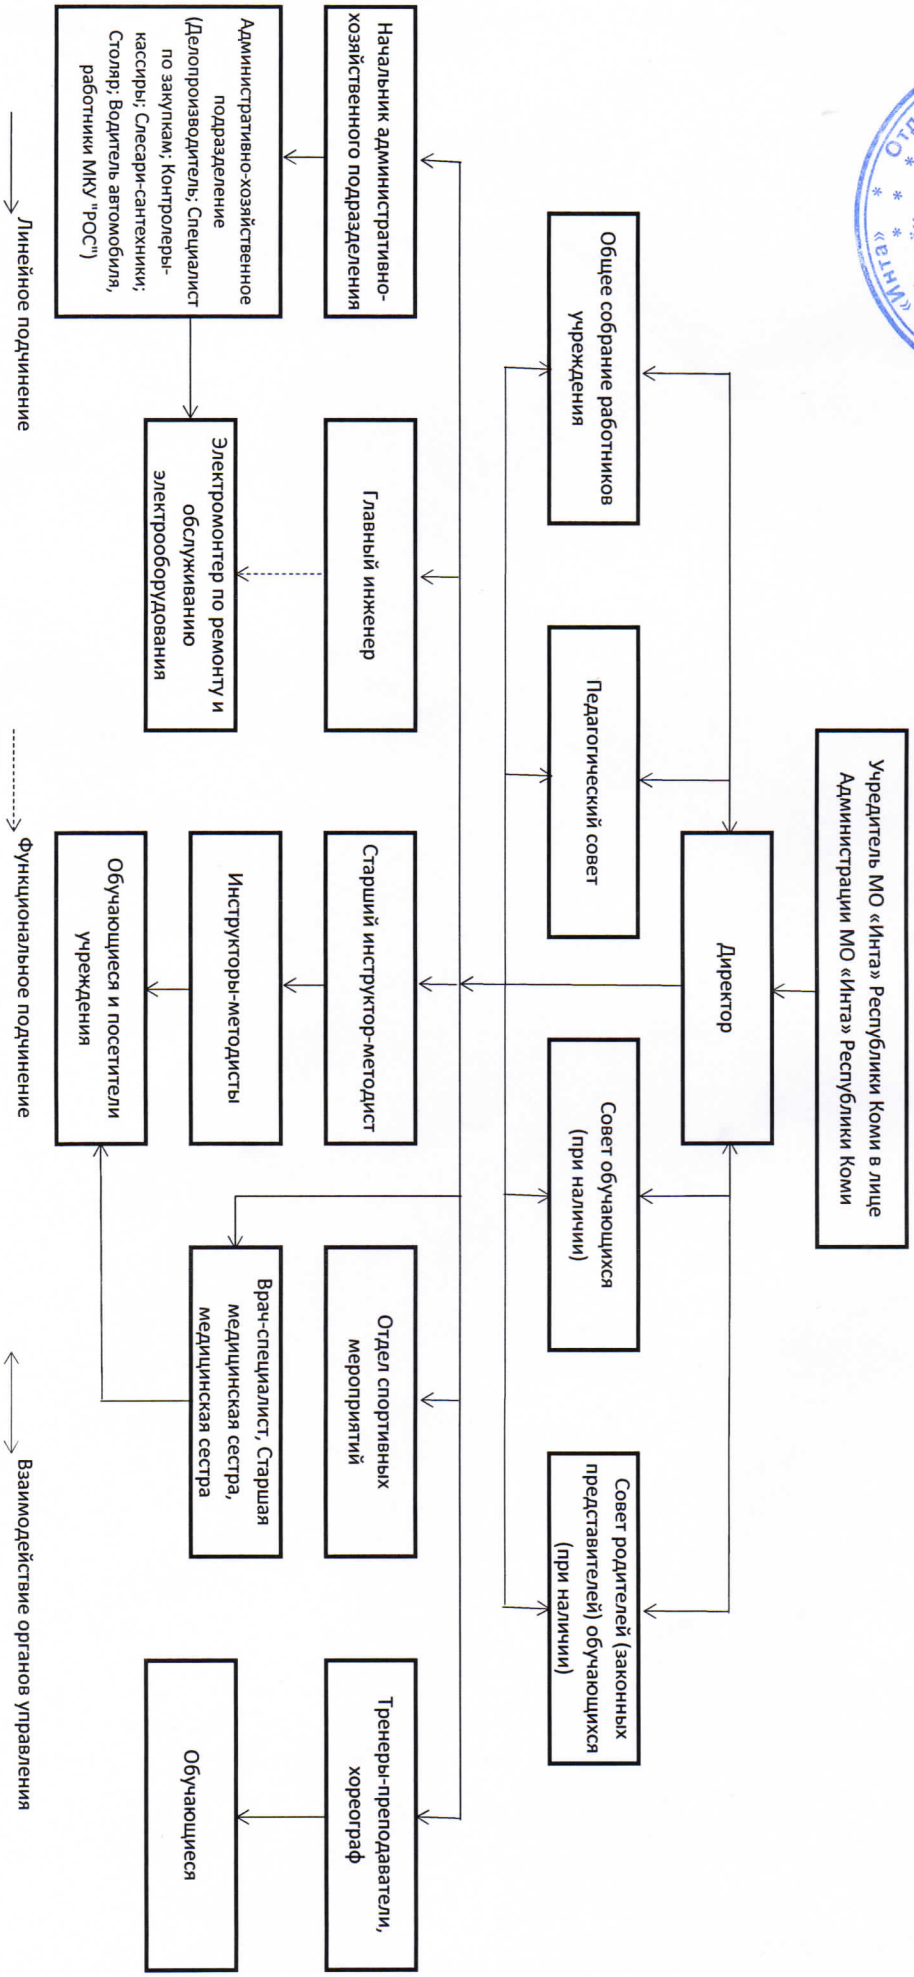 Отд
«Инта»
Учредитель МО «Инта» Республики Коми в лице
Администрации МО «Инта» Республики Коми
Директор
Общее собрание работников
учреждения
Педагогический совет
Совет обучающихся
(при наличии)
Совет родителей (законных
представителей) обучающихся
(при наличии)
Начальник административно-
хозяйственного подразделения
Главный инженер
Старший инструктор-методист
Отдел спортивных
мероприятий
Тренеры-преподаватели,
хореограф
Административно-хозяйственное
подразделение
(Делопроизводитель; Специалист
по закупкам; Контролеры-
кассиры; Слесари-сантехники;
Столяр; Водитель автомобиля,
работники МКУ "РОС")
Электромонтер по ремонту и
обслуживанию
электрооборудования
Инструкторы-методисты
Врач-специалист, Старшая
медицинская сестра,
медицинская сестра
Обучающиеся
Обучающиеся и посетители
учреждения
Линейное подчинение
Функциональное подчинение
Взаимодействие органов управления